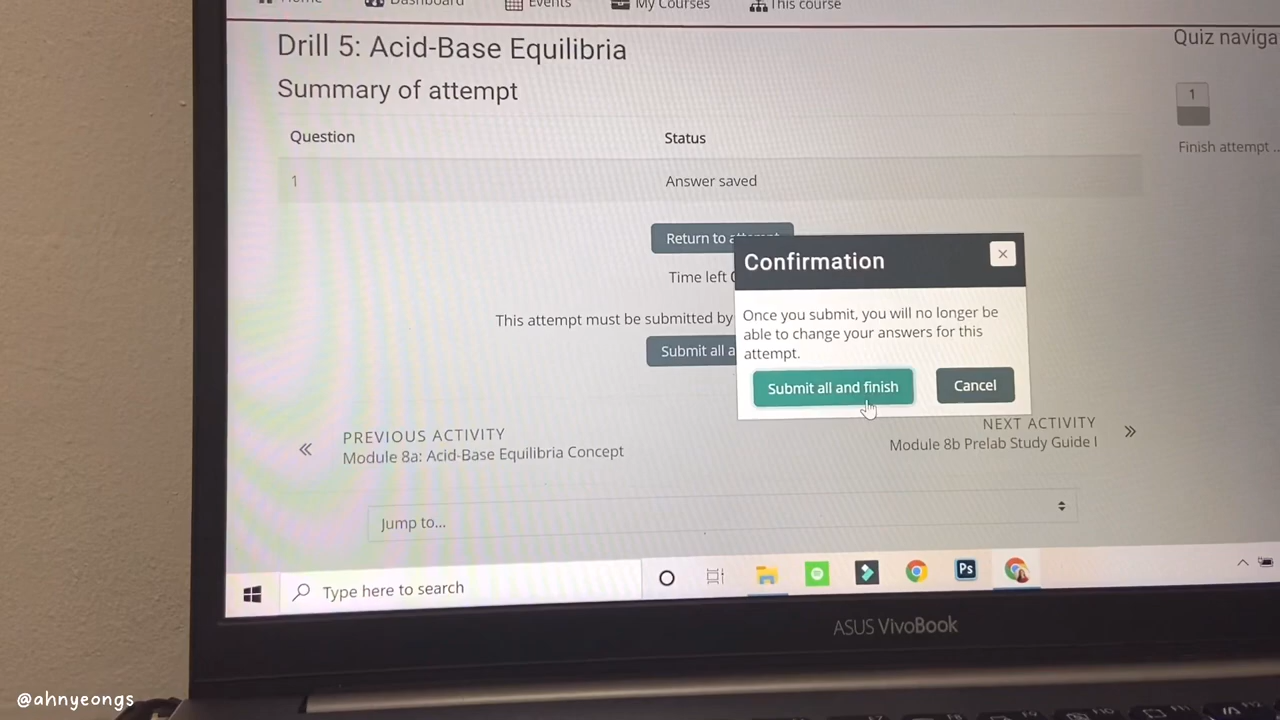 Home
Dashboard
Events
My Courses
This course
Drill 5: Acid-Base Equilibria
Quiz naviga
Summary of attempt
1
Question
Status
Finish attempt ..
1
Answer saved
Return to attempt
Confirmation
Time left
Once you submit, you will no longer be
able to change your answers for this
attempt.
This attempt must be submitted by
Submit all a
Submit all and finish
Cancel
PREVIOUS ACTIVITY
Module 8a: Acid-Base Equilibria Concept
NEXT ACTIVITY
Module 8b Prelab Study Guide I
Jump to...
Type here to search
Ps
ASUS VivoBook
@ahnyeongs